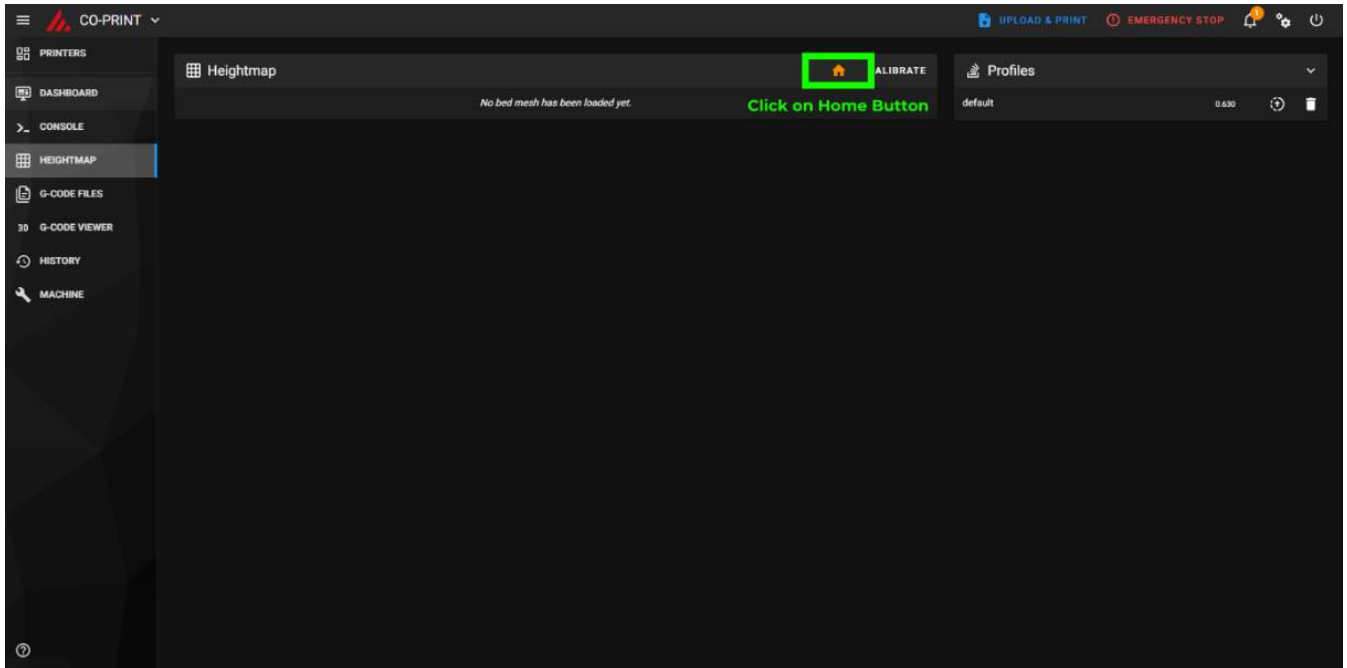 CO-PRINT
UPLOAD & PRINT
EMERGENCY STOP
1
PRINTERS
DASHBOARD
CONSOLE
HEIGHTMAP
G-CODE FILES
3D G-CODE VIEWER
HISTORY
MACHINE
Heightmap
ALIBRATE
No bed mesh has been loaded yet.
Click on Home Button
Profiles
default 0.630